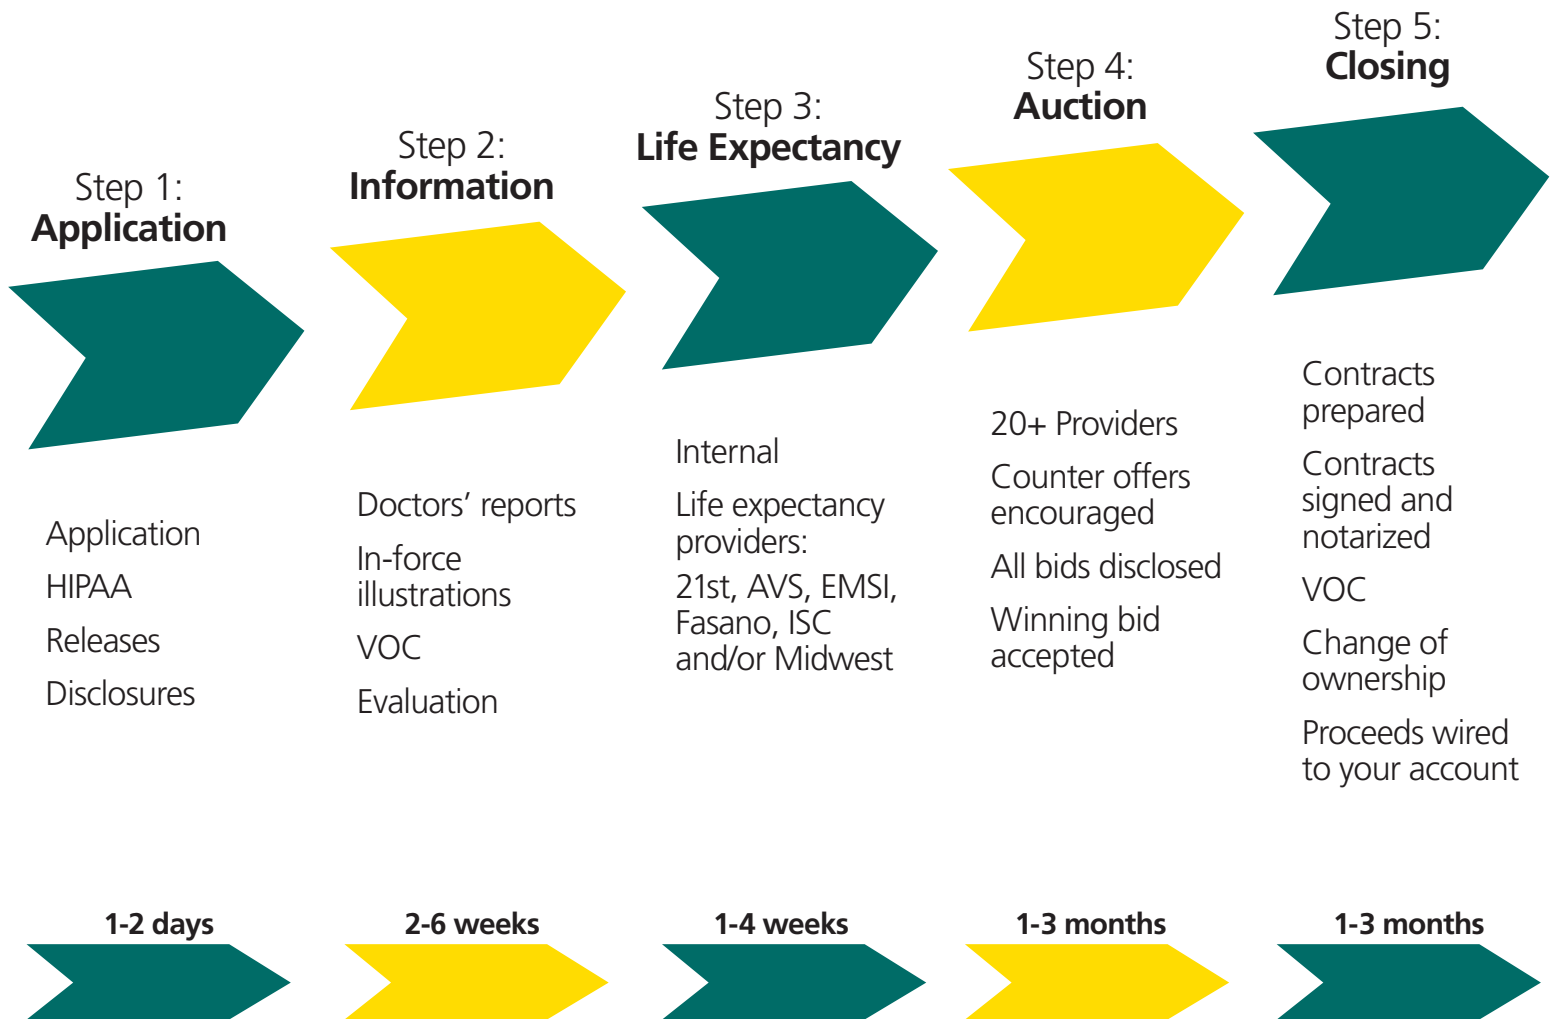 Step 1:
Application
Application
HIPAA
Releases
Disclosures
1-2 days
Step 2:
Information
Doctors’ reports
In-force
illustrations
VOC
Evaluation
2-6 weeks
Step 3:
Life Expectancy
Internal
Life expectancy
providers:
21st, AVS, EMSI,
Fasano, ISC
and/or Midwest
1-4 weeks
Step 4:
Auction
20+ Providers
Counter offers
encouraged
All bids disclosed
Winning bid
accepted
1-3 months
Step 5:
Closing
Contracts
prepared
Contracts
signed and
notarized
VOC
Change of
ownership
Proceeds wired
to your account
1-3 months